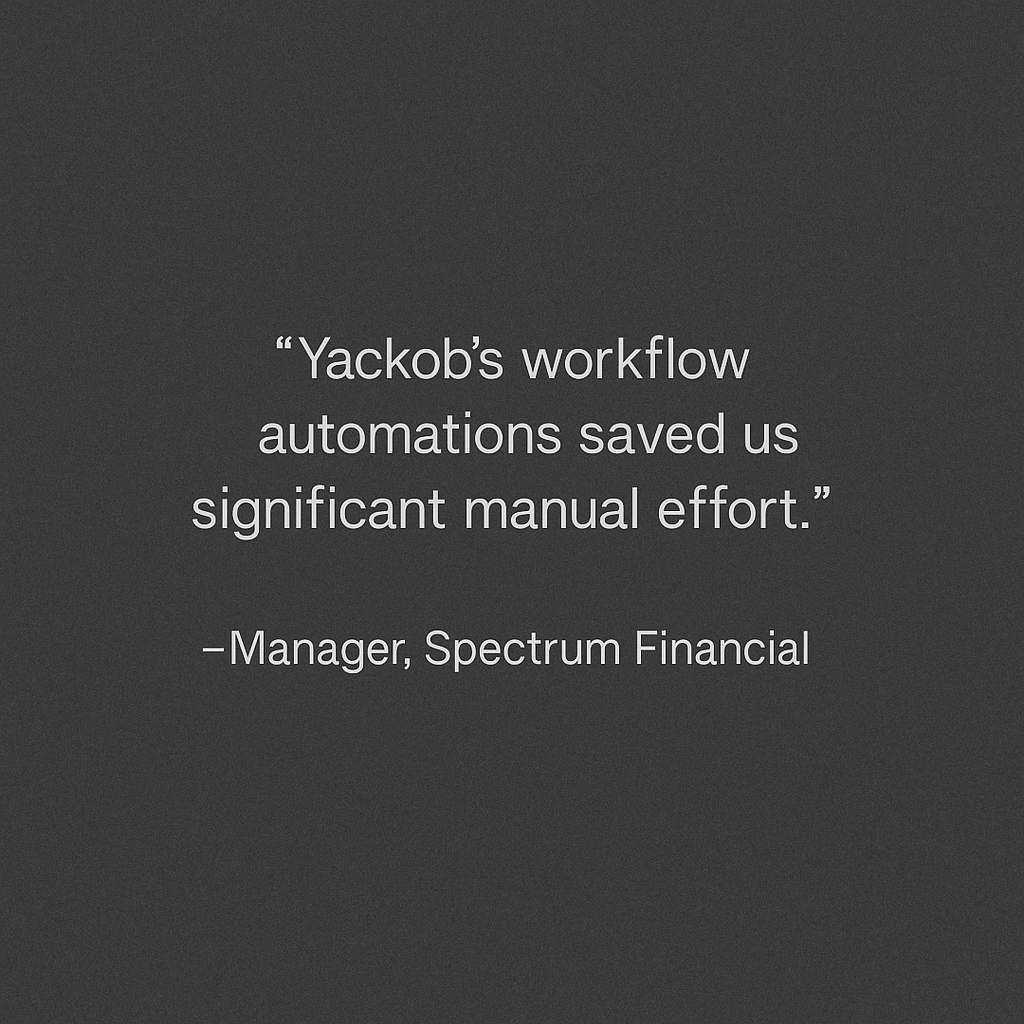 “Yackob’s workflow
automations saved us
significant manual effort.”
–Manager, Spectrum Financial